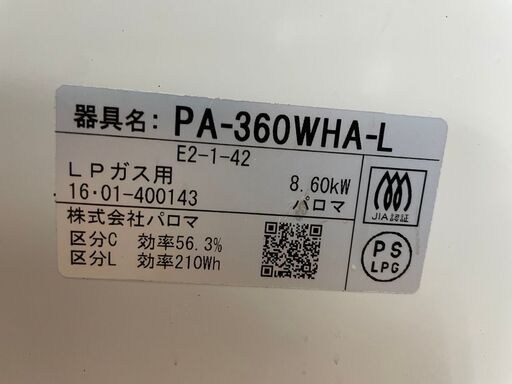 器具名: PA-360WHA-L
E2-1-42
LPガス用 8.60kW
16・01-400143 パロマ
株式会社パロマ
区分C 効率56.3%
区分L 効率210Wh
JIA認証
PS
LPG